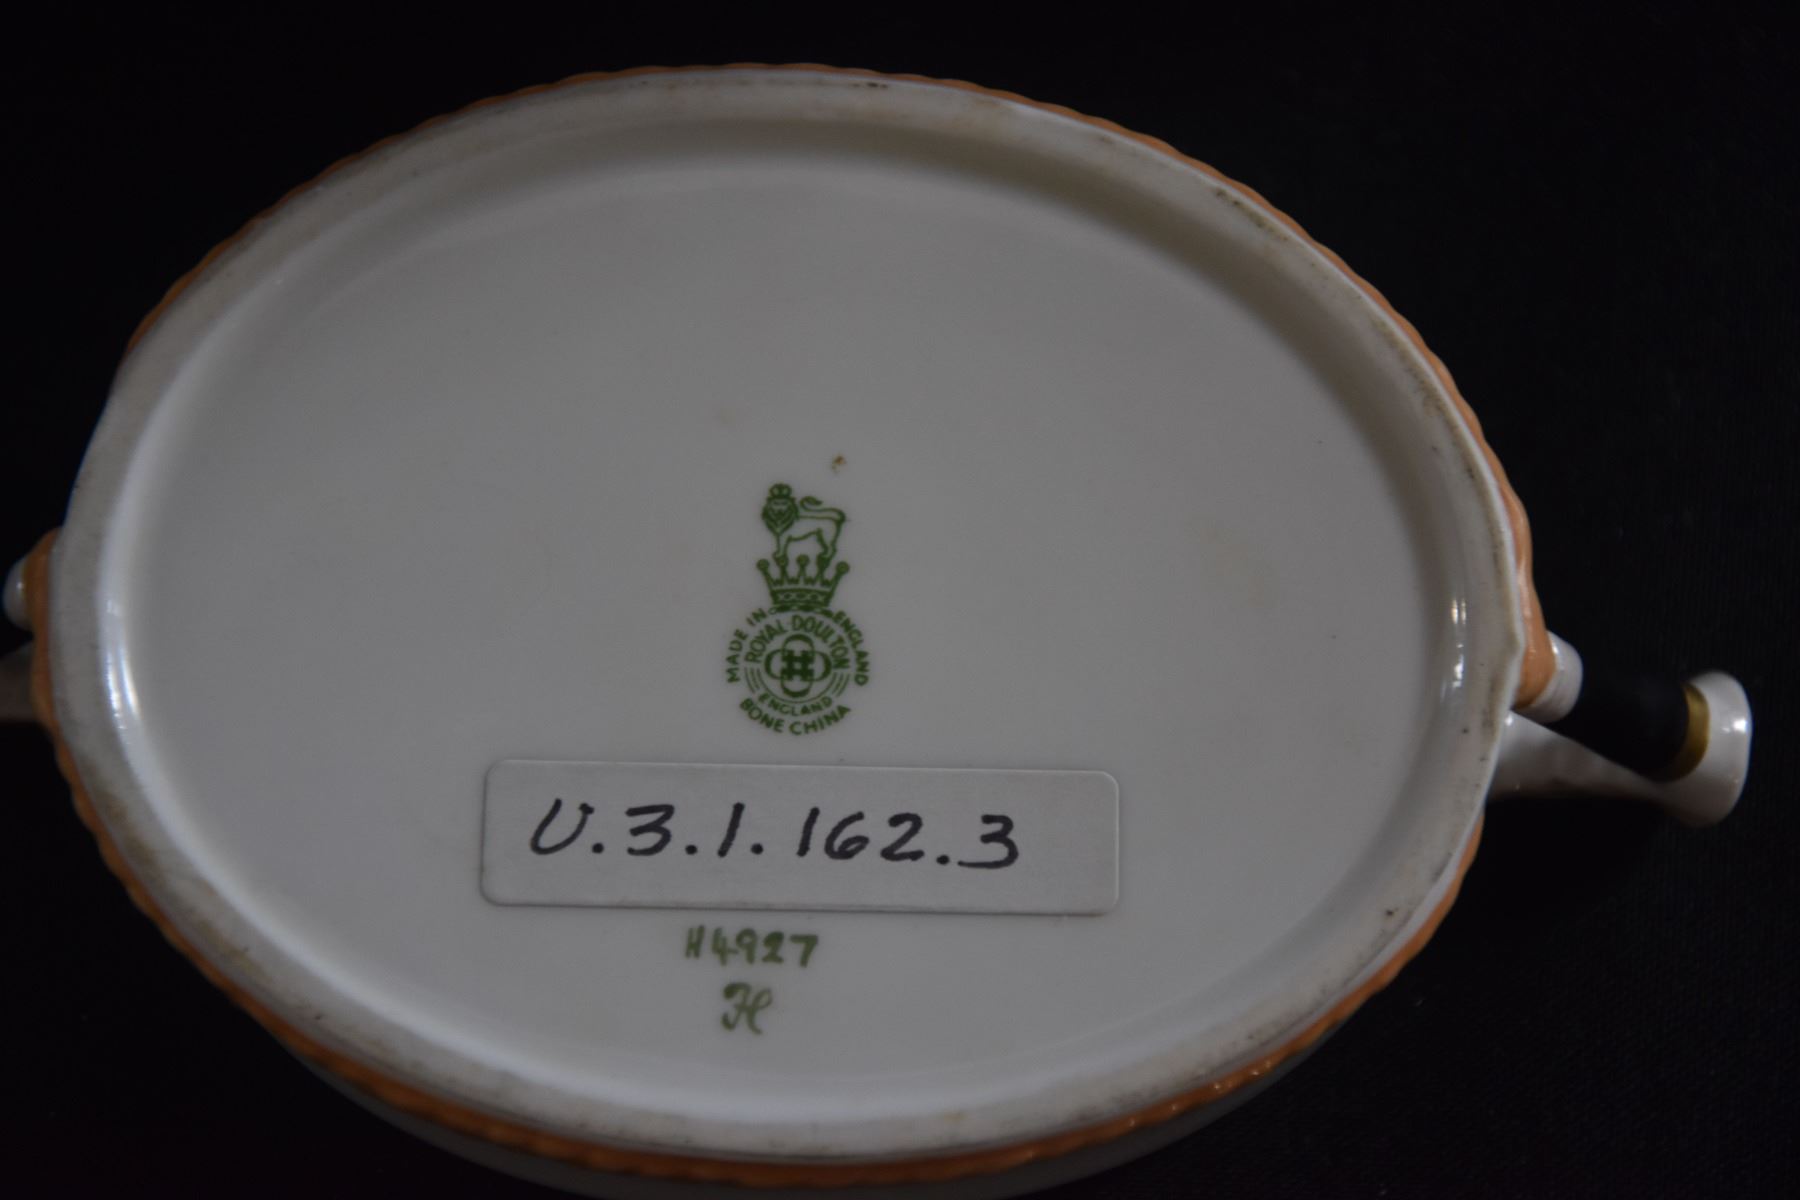 MADE IN ENGLAND
ROYAL·DOULTON
ENGLAND
BONE CHINA
U.3.1.162.3
H4927
H